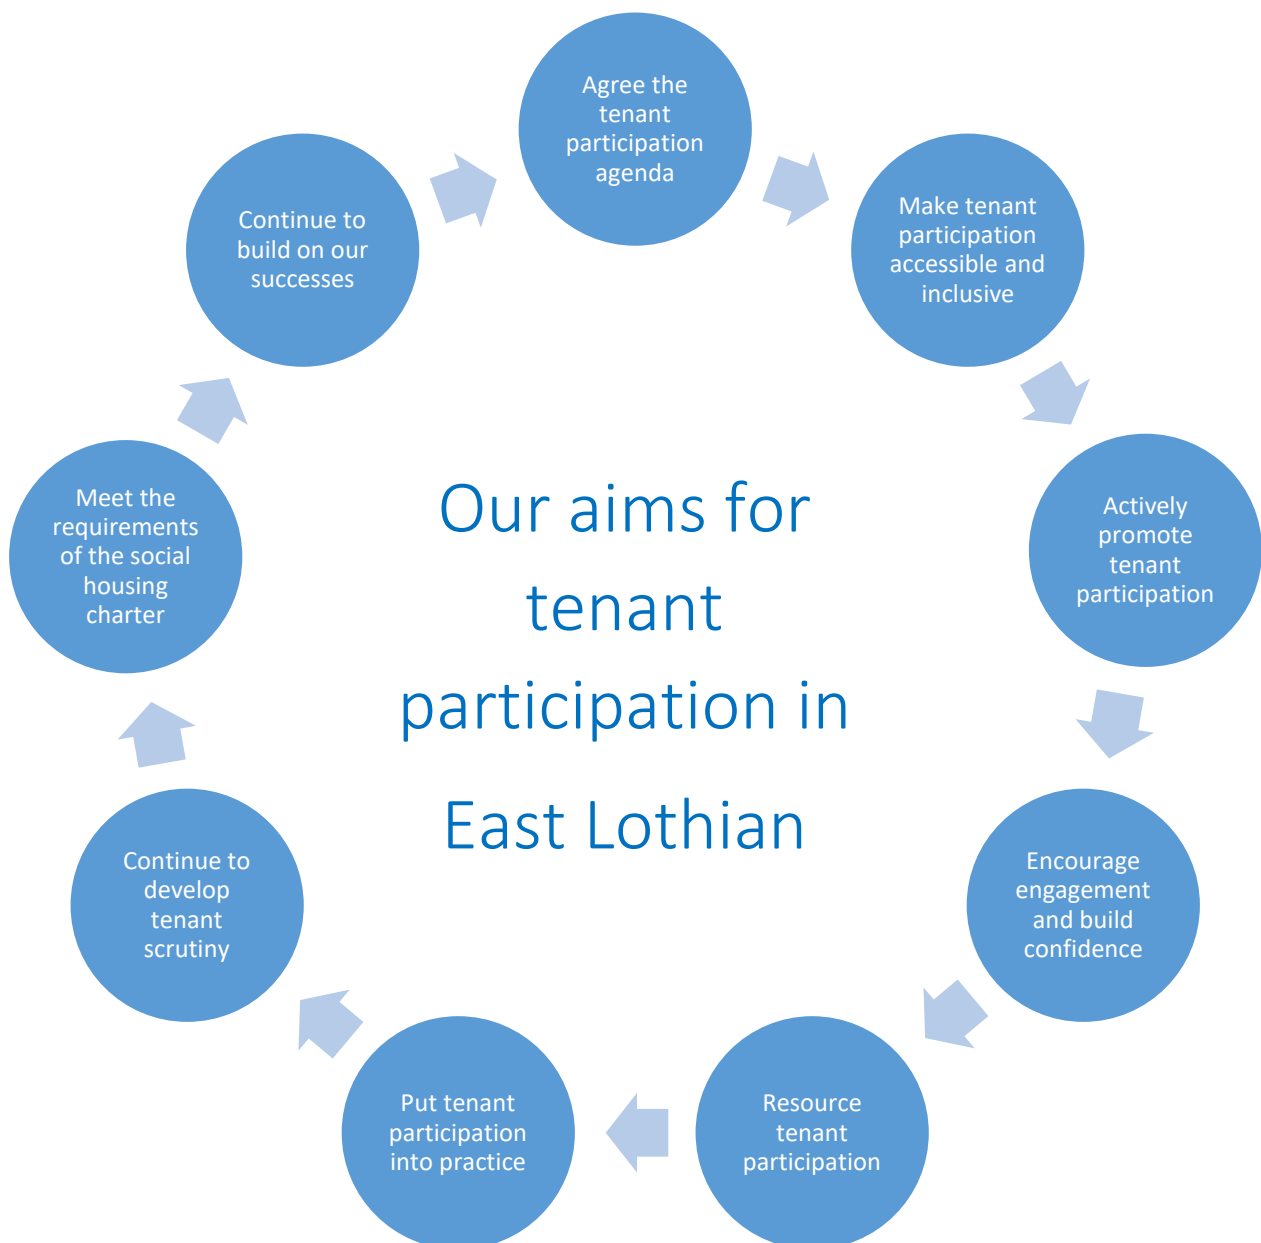 Agree the
tenant
participation
agenda
Make tenant
participation
accessible and
inclusive
Actively
promote
tenant
participation
Encourage
engagement
and build
confidence
Resource
tenant
participation
Put tenant
participation
into practice
Continue to
develop
tenant
scrutiny
Meet the
requirements
of the social
housing
charter
Continue to
build on our
successes
Our aims for
tenant
participation in
East Lothian